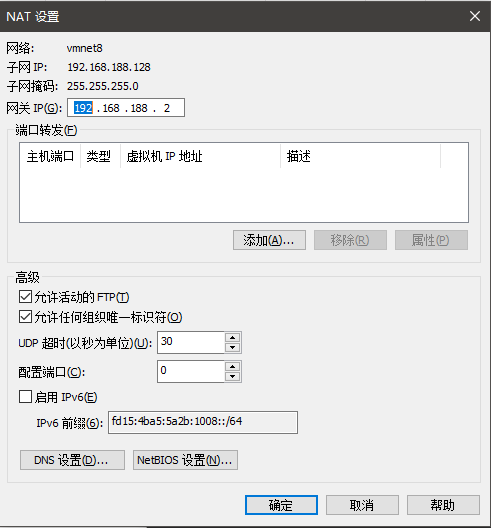 NAT 设置
网络: vmnet8
子网 IP: 192.168.188.128
子网掩码: 255.255.255.0
网关 IP(G): 192 . 168 . 188 . 2
端口转发(F)
主机端口 类型 虚拟机 IP 地址 描述
添加(A)... 移除(R) 属性(P)
高级
允许活动的 FTP(T)
允许任何组织唯一标识符(O)
UDP 超时(以秒为单位)(U): 30
配置端口(C): 0
启用 IPv6(E)
IPv6 前缀(6): fd15:4ba5:5a2b:1008::/64
DNS 设置(D)... NetBIOS 设置(N)...
确定 取消 帮助